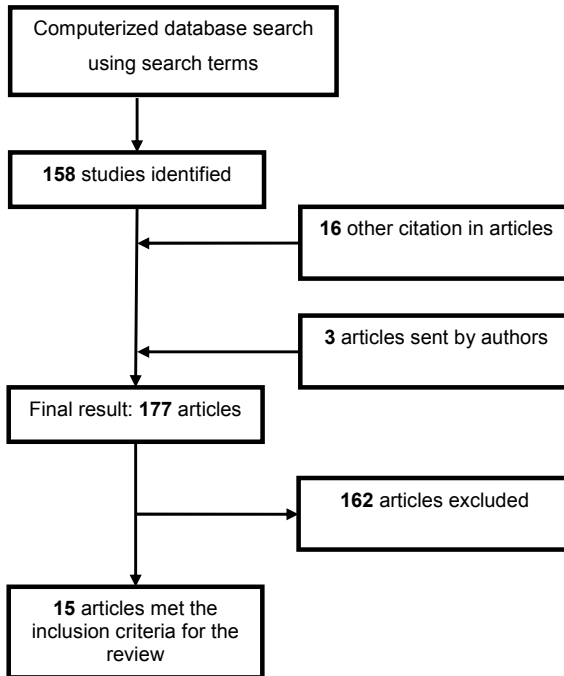 Computerized database search
using search terms
158 studies identified
16 other citation in articles
3 articles sent by authors
Final result: 177 articles
162 articles excluded
15 articles met the
inclusion criteria for the
review